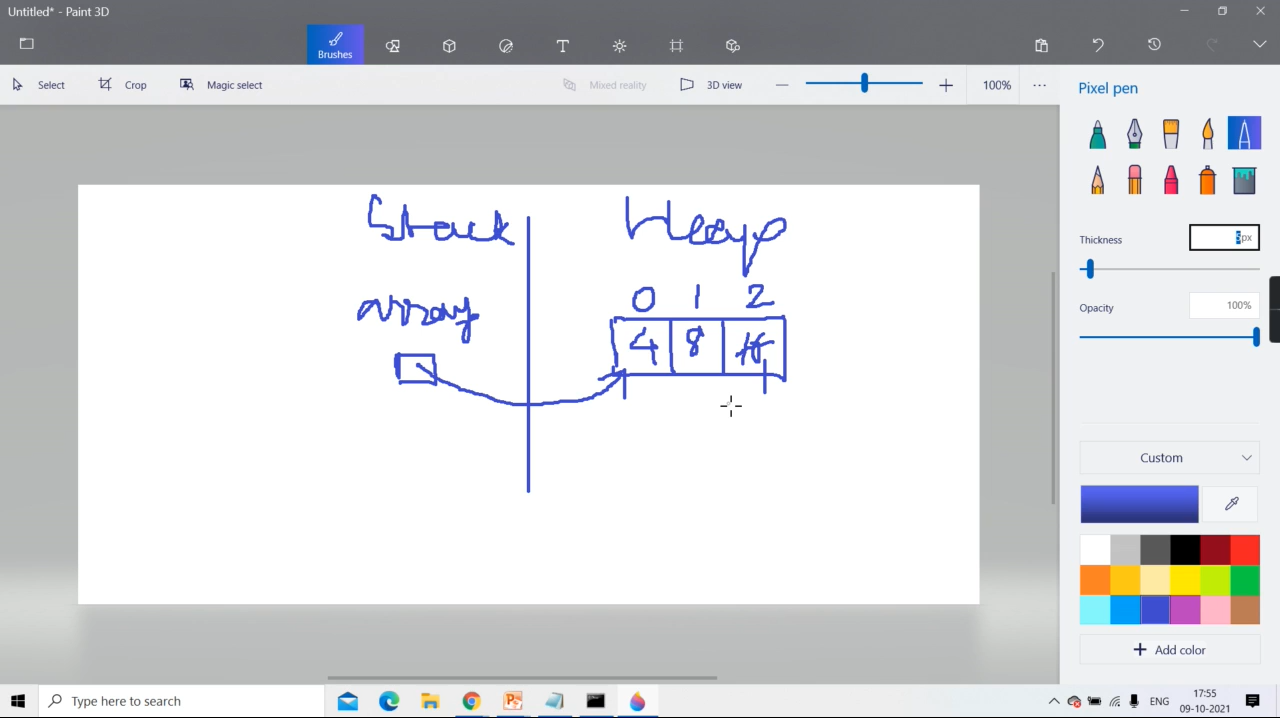 Untitled* - Paint 3D
Brushes
Select Crop Magic select Mixed reality 3D view 100%
Pixel pen
Stack Heap
Thickness 5px
array 0 1 2
Opacity 100%
4 8
Custom
Add color
Type here to search
ENG
17:55
09-10-2021